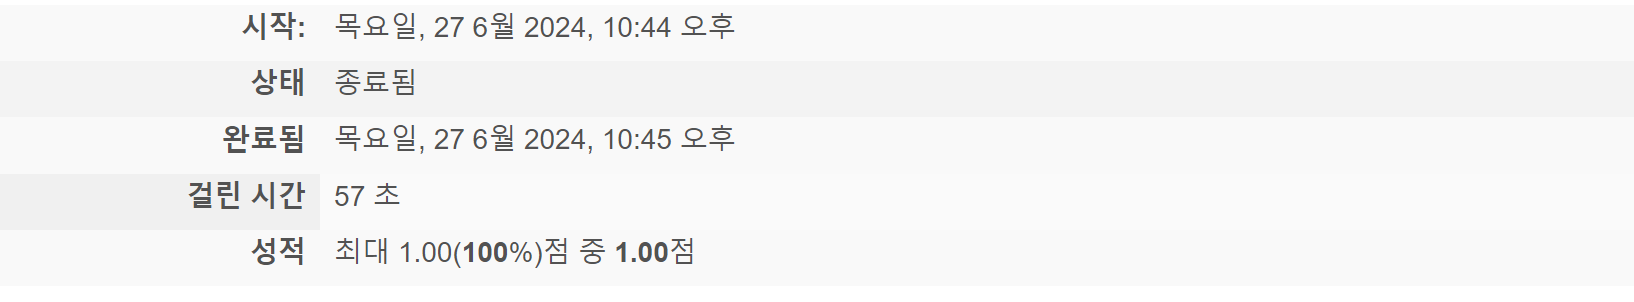 시작: 목요일, 27 6월 2024, 10:44 오후
상태 종료됨
완료됨 목요일, 27 6월 2024, 10:45 오후
걸린 시간 57 초
성적 최대 1.00(100%)점 중 1.00점